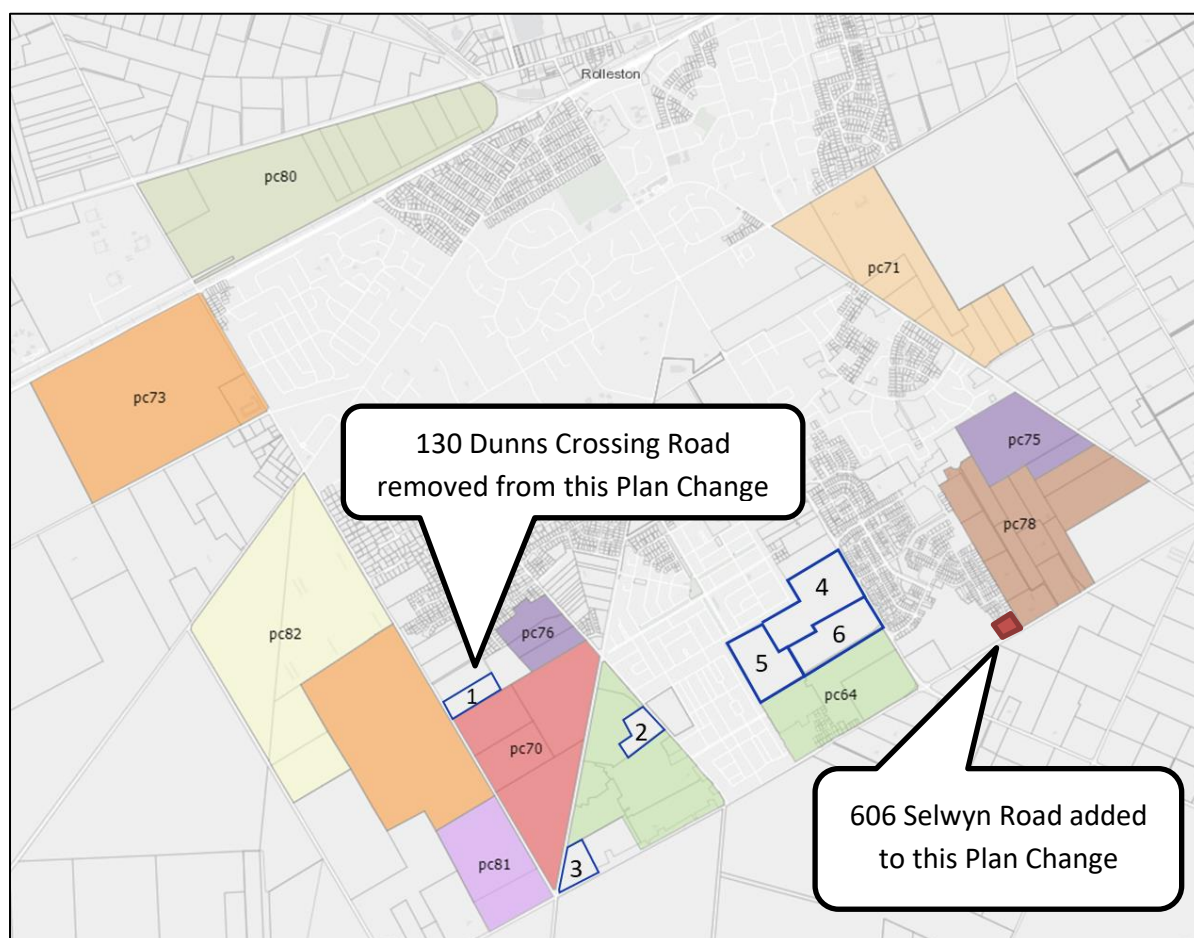 Rolleston
pc80
pc71
pc73
130 Dunns Crossing Road
removed from this Plan Change
pc75
pc78
4
pc82
pc76
6
5
1
pc64
2
pc70
606 Selwyn Road added
to this Plan Change
pc81
3